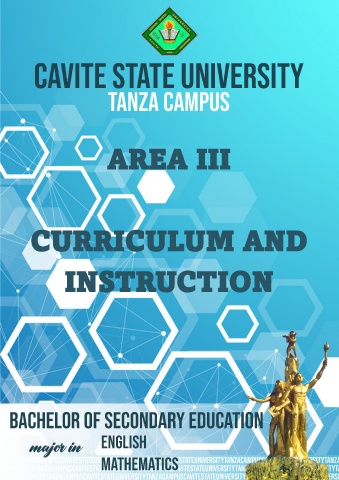 CAVITE STATE UNIVERSITY
TANZA CAMPUS
AREA III
CURRICULUM AND
INSTRUCTION
BACHELOR OF SECONDARY EDUCATION
major in ENGLISH
MATHEMATICS